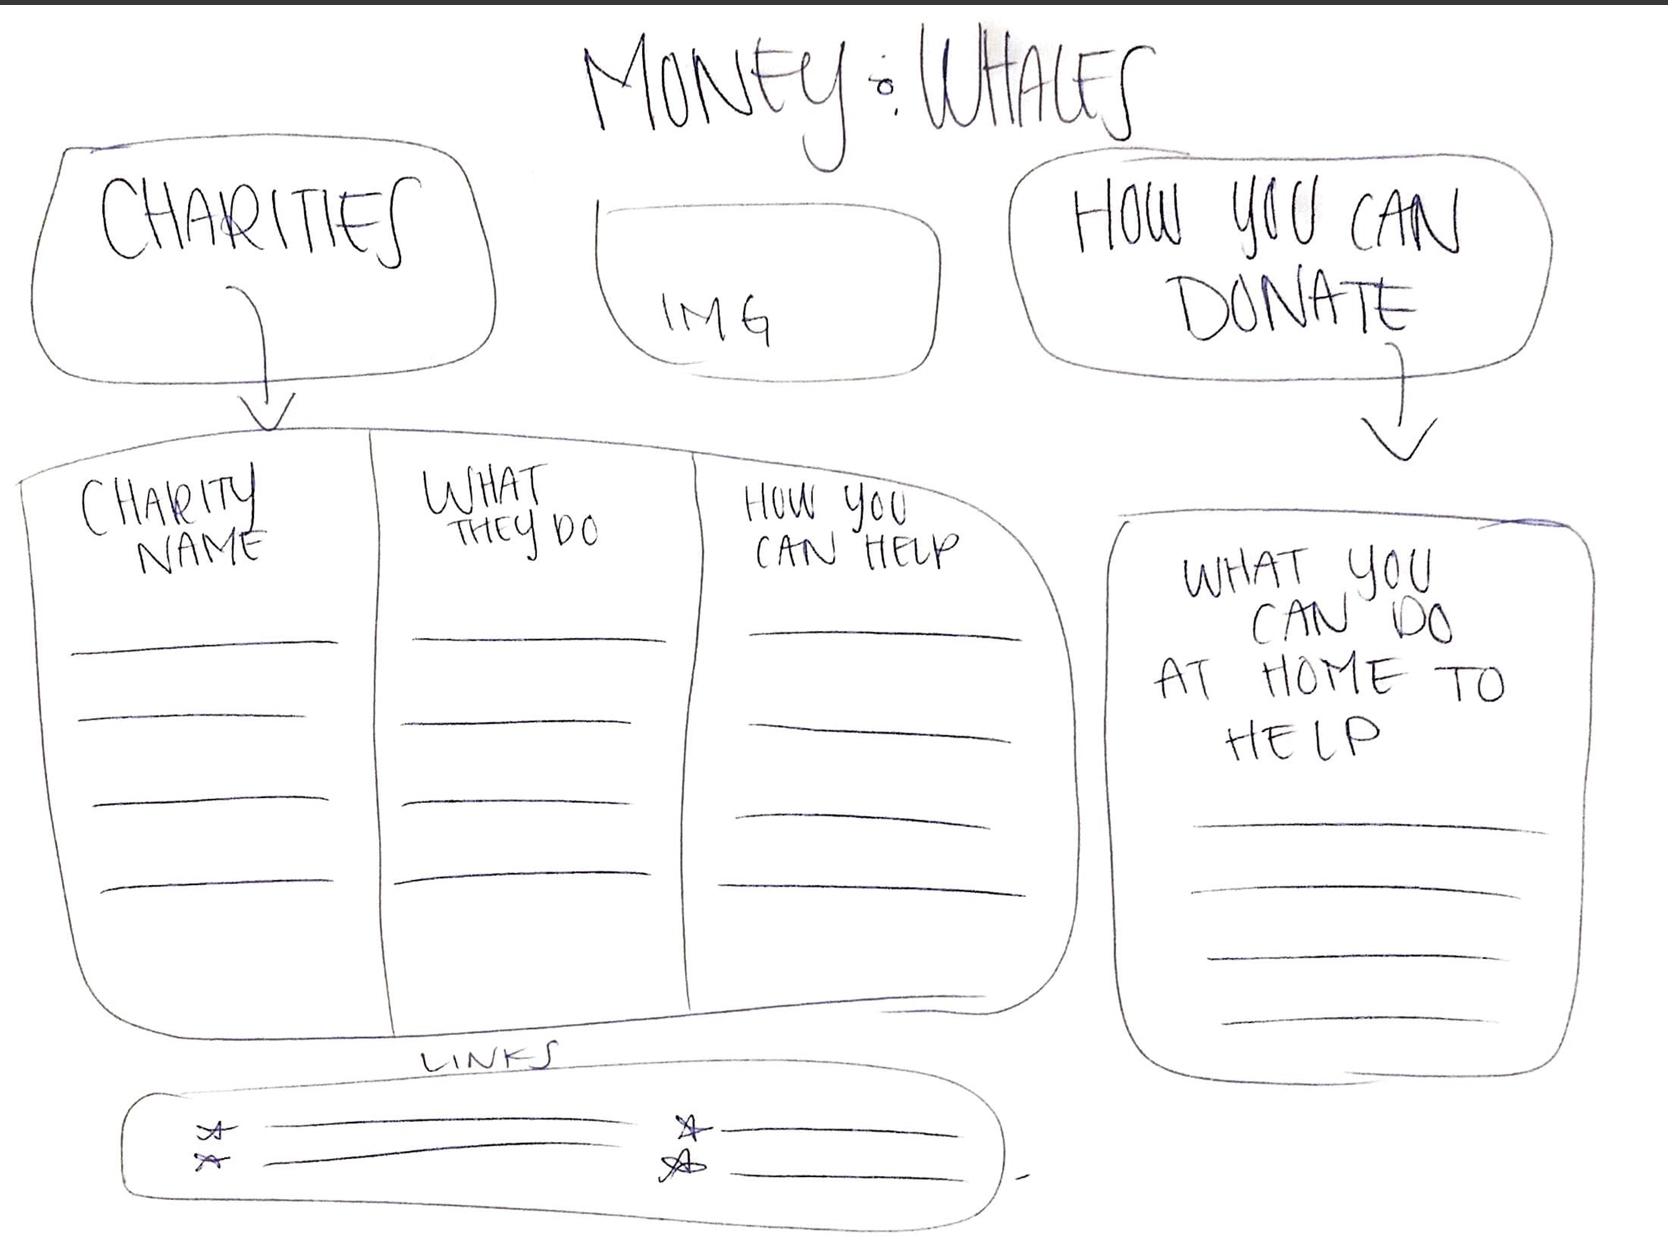 MONEY & WHALES
CHARITIES
IMG
HOW YOU CAN
DONATE
CHARITY
NAME
WHAT
THEY DO
HOW YOU
CAN HELP
WHAT YOU
CAN DO
AT HOME TO
HELP
LINKS